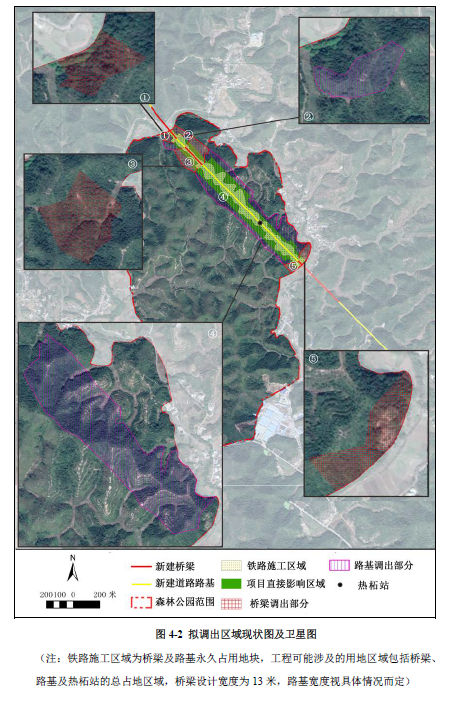 ①
②
①
②
③
③
④
⑤
④
⑤
N
200100 0 200 米
新建桥梁
新建道路路基
森林公园范围
铁路施工区域
项目直接影响区域
桥梁调出部分
路基调出部分
热柘站
图 4-2 拟调出区域现状图及卫星图
（注：铁路施工区域为桥梁及路基永久占用地块，工程可能涉及的用地区域包括桥梁、
路基及热柘站的总占地区域，桥梁设计宽度为 13 米，路基宽度视具体情况而定）